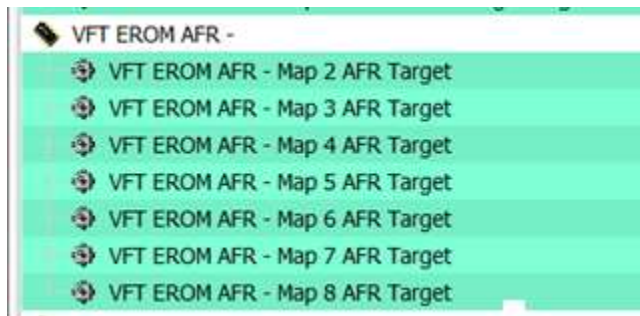 VFT EROM AFR -
VFT EROM AFR - Map 2 AFR Target
VFT EROM AFR - Map 3 AFR Target
VFT EROM AFR - Map 4 AFR Target
VFT EROM AFR - Map 5 AFR Target
VFT EROM AFR - Map 6 AFR Target
VFT EROM AFR - Map 7 AFR Target
VFT EROM AFR - Map 8 AFR Target